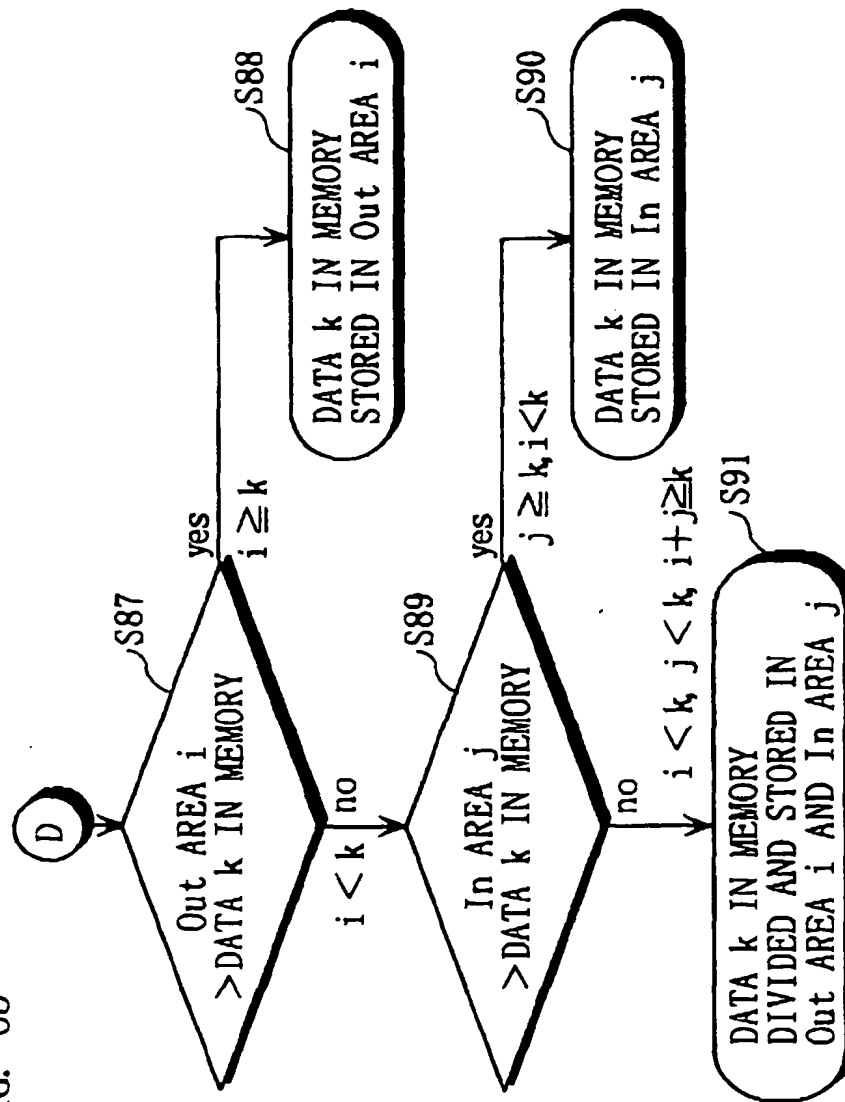 D
S87
Out AREA i
>DATA k IN MEMORY
yes
i ≧ k
S88
DATA k IN MEMORY
STORED IN Out AREA i
no
i < k
S89
In AREA j
>DATA k IN MEMORY
yes
j ≧ k, i < k
S90
DATA k IN MEMORY
STORED IN In AREA j
no
i < k, j < k, i+j≧k
S91
DATA k IN MEMORY
DIVIDED AND STORED IN
Out AREA i AND In AREA j